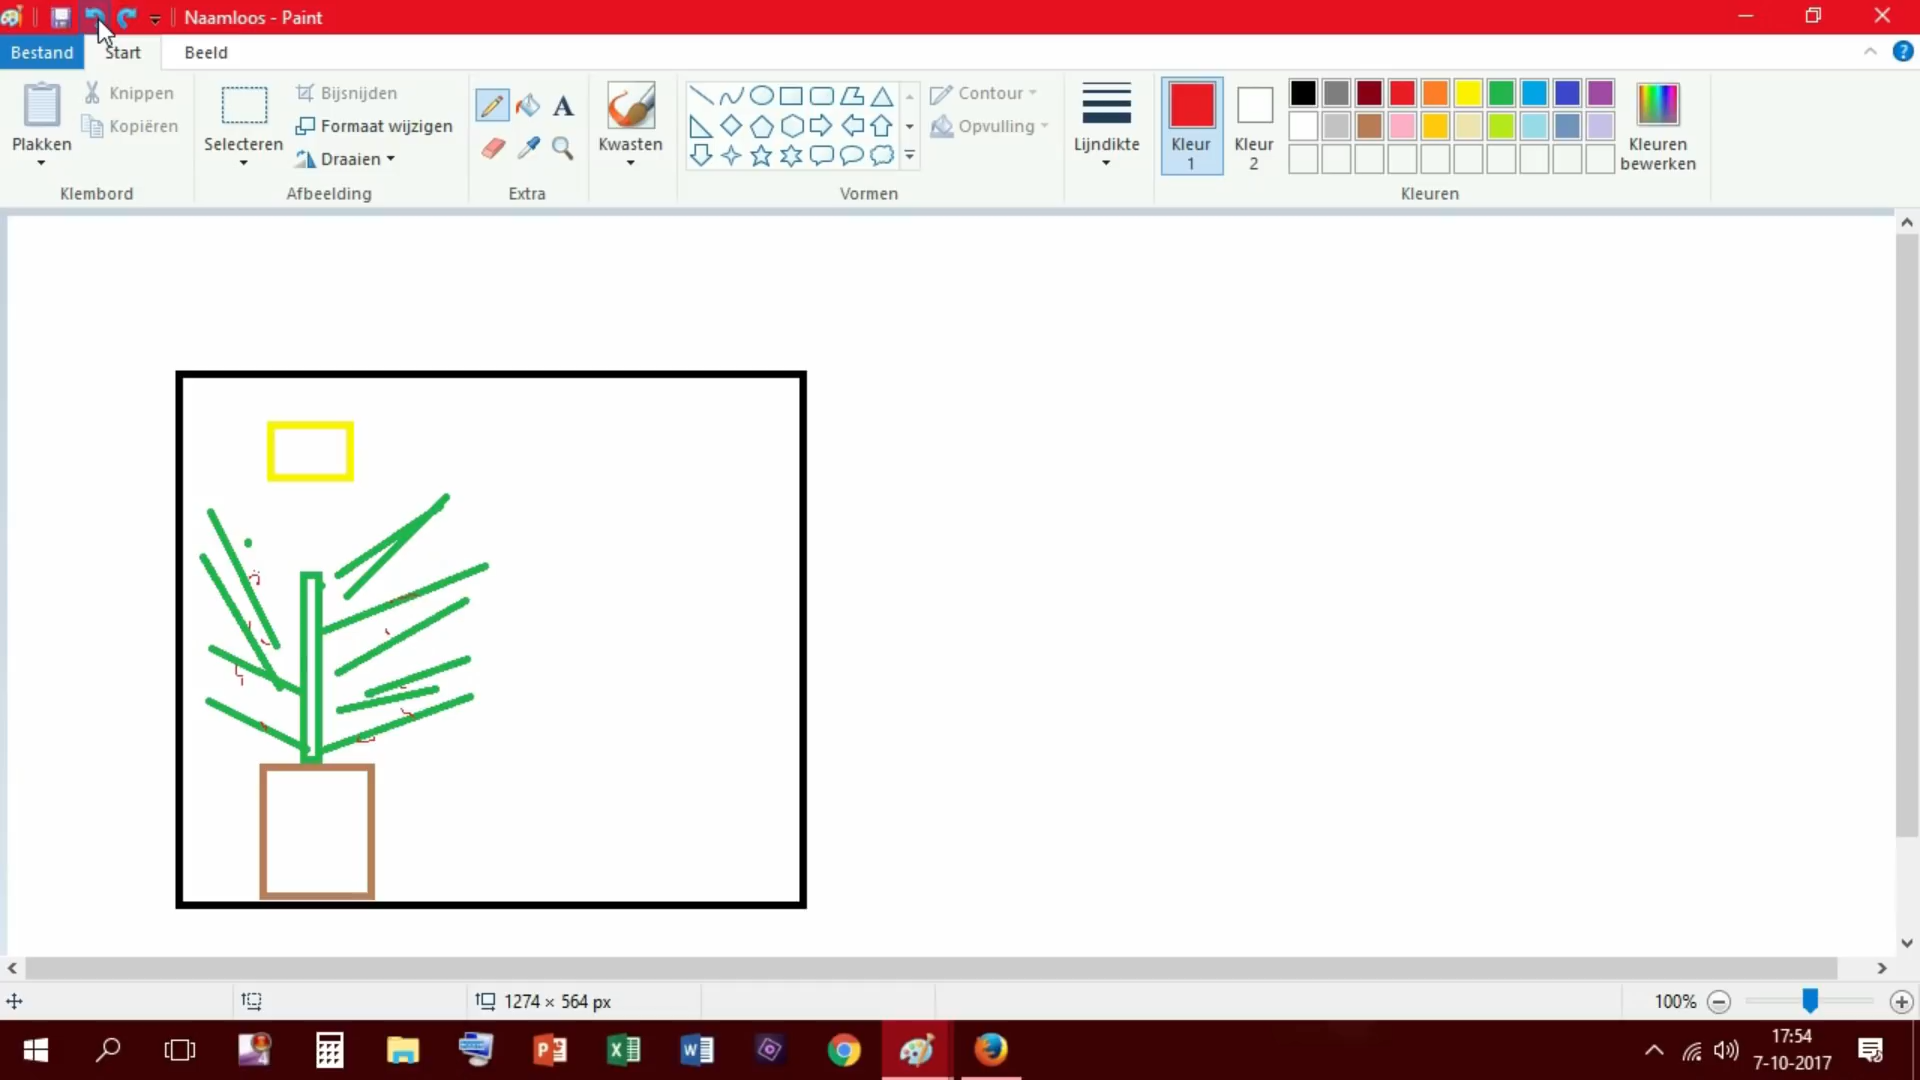 Naamloos - Paint
Bestand Start Beeld
Plakken
Knippen
Kopiëren
Klembord
Selecteren
Bijsnijden
Formaat wijzigen
Draaien
Afbeelding
A
Extra
Kwasten
Contour
Opvulling
Vormen
Lijndikte
Kleur
1
Kleur
2
Kleuren
bewerken
Kleuren
1274 × 564 px
100%
17:54
7-10-2017